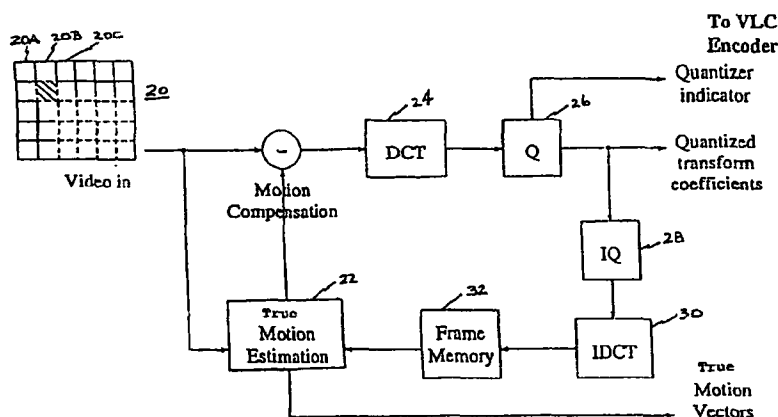 To VLC
Encoder
20A 20B 20C
20
Quantizer
indicator
24
26
DCT
Q
Quantized
transform
coefficients
Video in
Motion
Compensation
28
IQ
22
True
Motion
Estimation
32
Frame
Memory
30
IDCT
True
Motion
Vectors